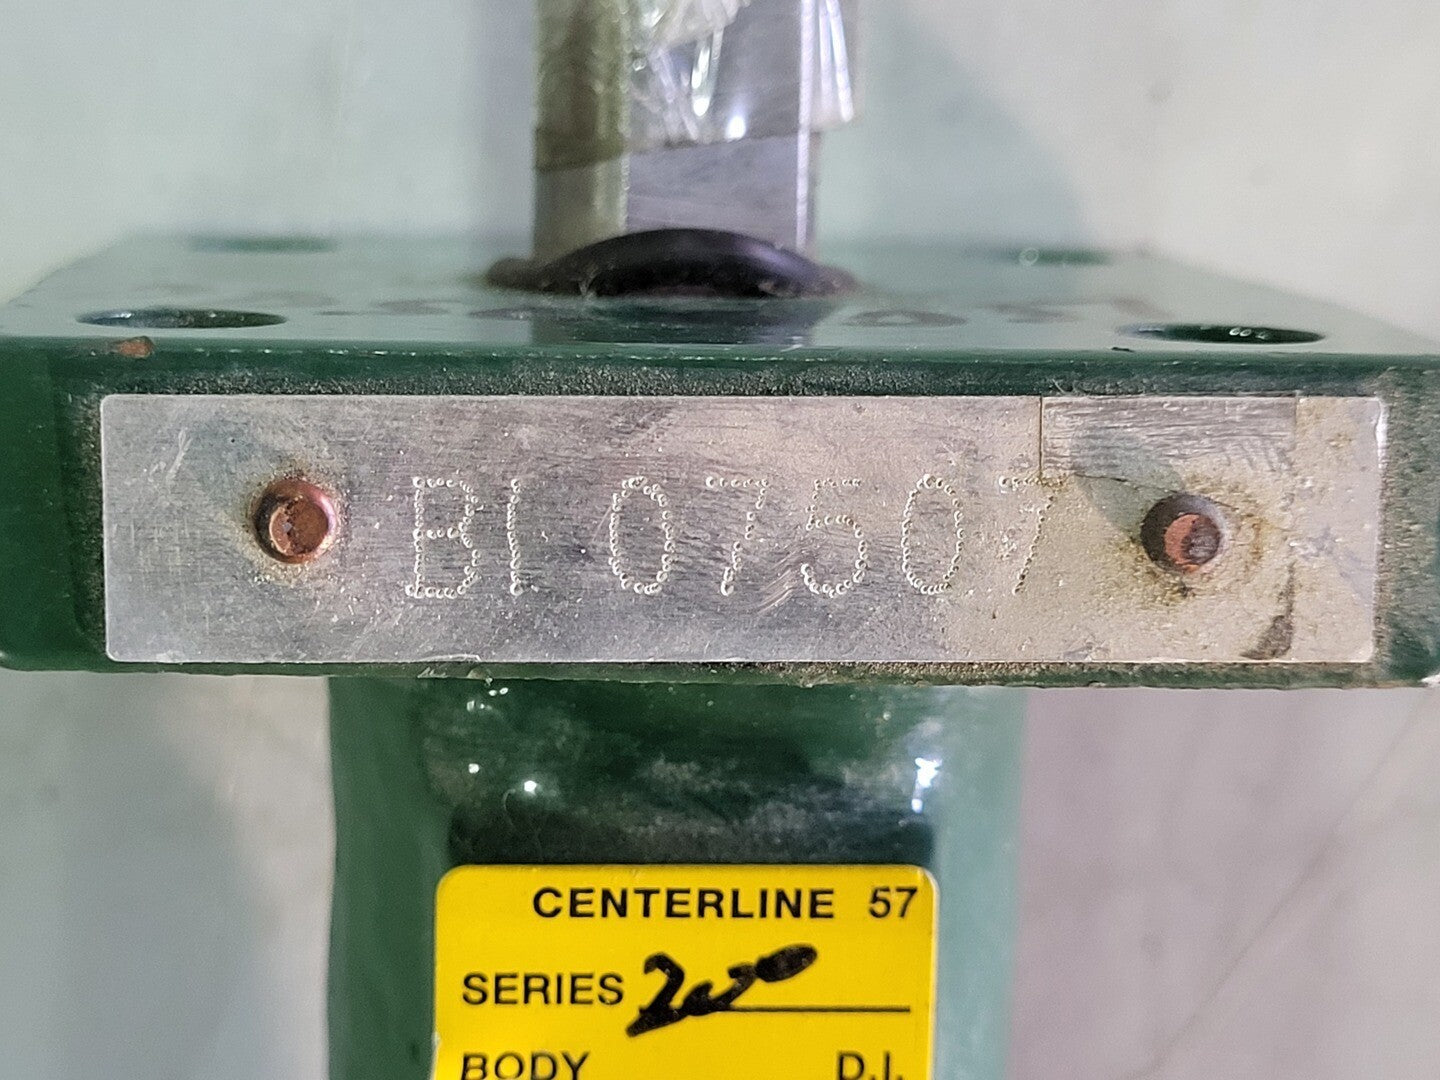 BI 07507
CENTERLINE 57
SERIES 200
BODY D.I.